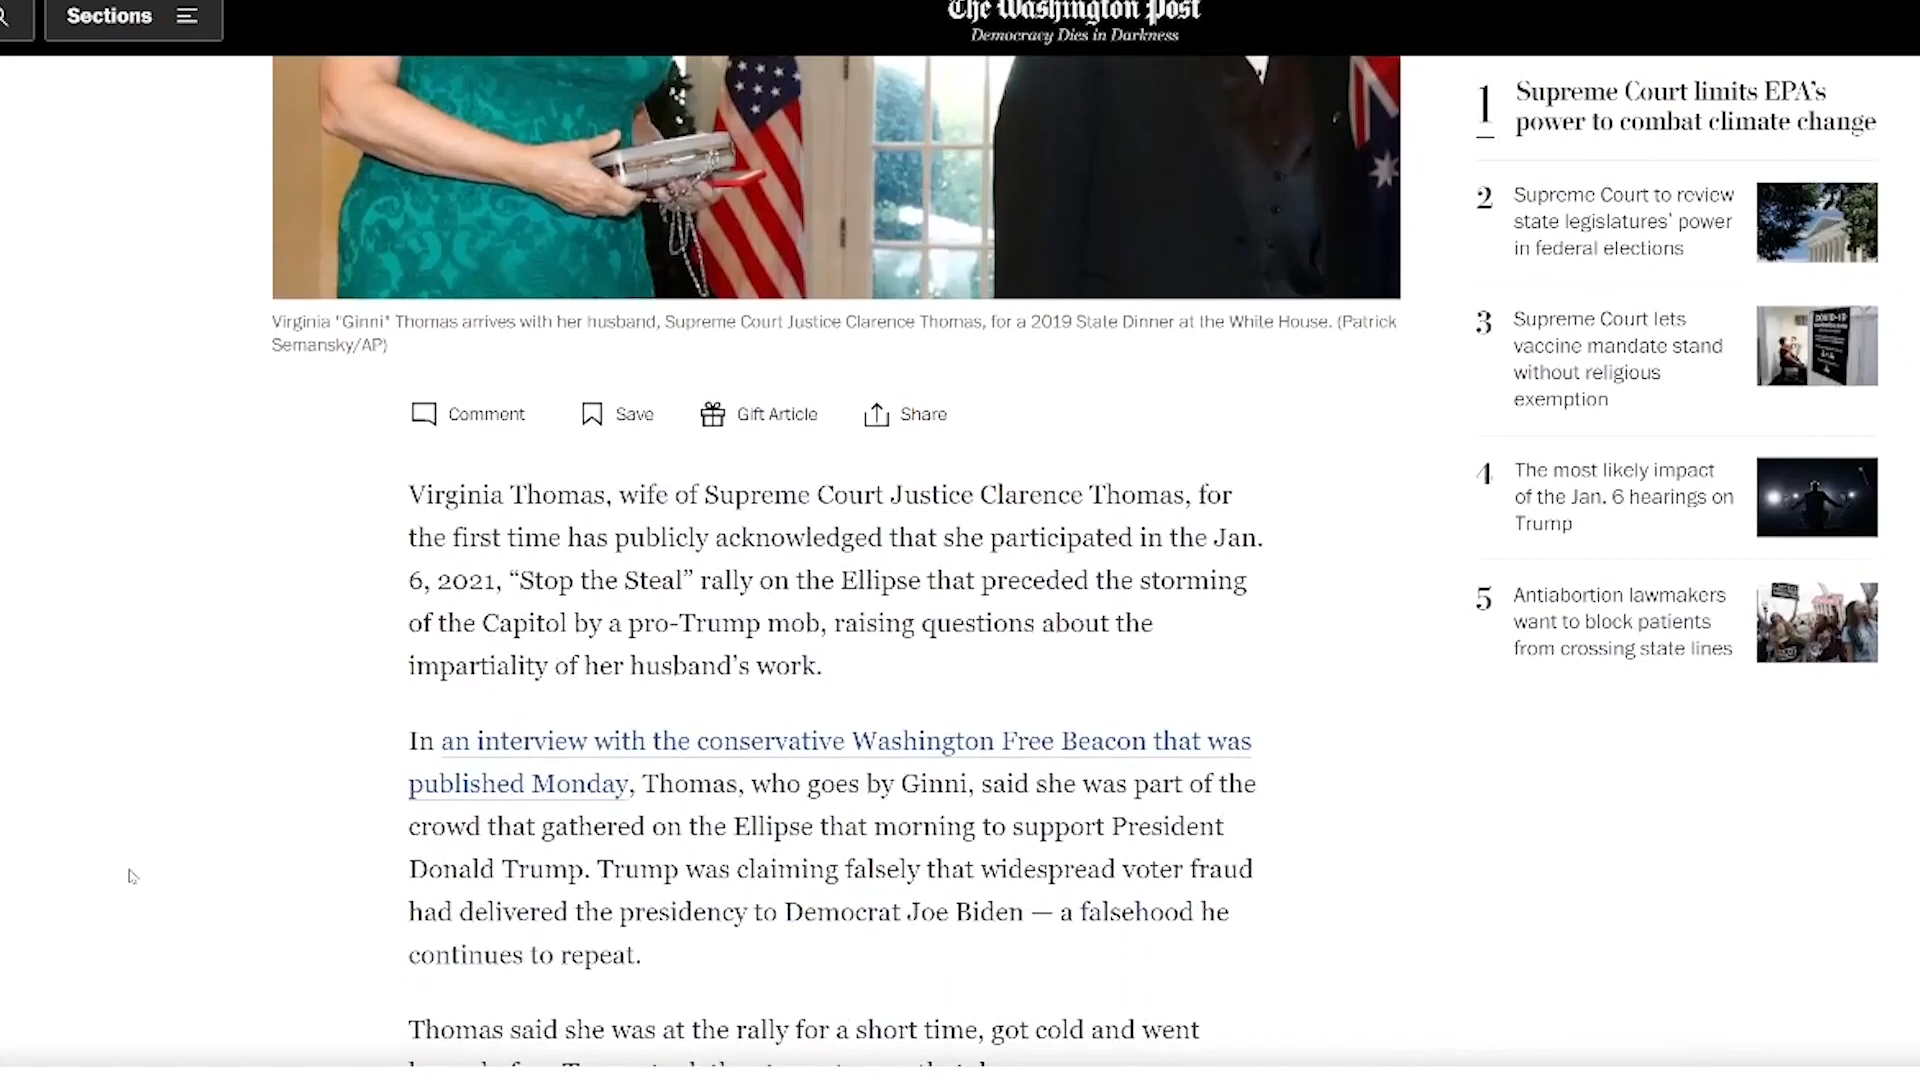 Sections
The Washington Post
Democracy Dies in Darkness
Virginia "Ginni" Thomas arrives with her husband, Supreme Court Justice Clarence Thomas, for a 2019 State Dinner at the White House. (Patrick
Semansky/AP)
Comment
Save
Gift Article
Share
Virginia Thomas, wife of Supreme Court Justice Clarence Thomas, for
the first time has publicly acknowledged that she participated in the Jan.
6, 2021, “Stop the Steal” rally on the Ellipse that preceded the storming
of the Capitol by a pro-Trump mob, raising questions about the
impartiality of her husband’s work.
In an interview with the conservative Washington Free Beacon that was
published Monday, Thomas, who goes by Ginni, said she was part of the
crowd that gathered on the Ellipse that morning to support President
Donald Trump. Trump was claiming falsely that widespread voter fraud
had delivered the presidency to Democrat Joe Biden — a falsehood he
continues to repeat.
Thomas said she was at the rally for a short time, got cold and went
1
Supreme Court limits EPA’s
power to combat climate change
2
Supreme Court to review
state legislatures’ power
in federal elections
3
Supreme Court lets
vaccine mandate stand
without religious
exemption
COVID-19
4
The most likely impact
of the Jan. 6 hearings on
Trump
5
Antiabortion lawmakers
want to block patients
from crossing state lines